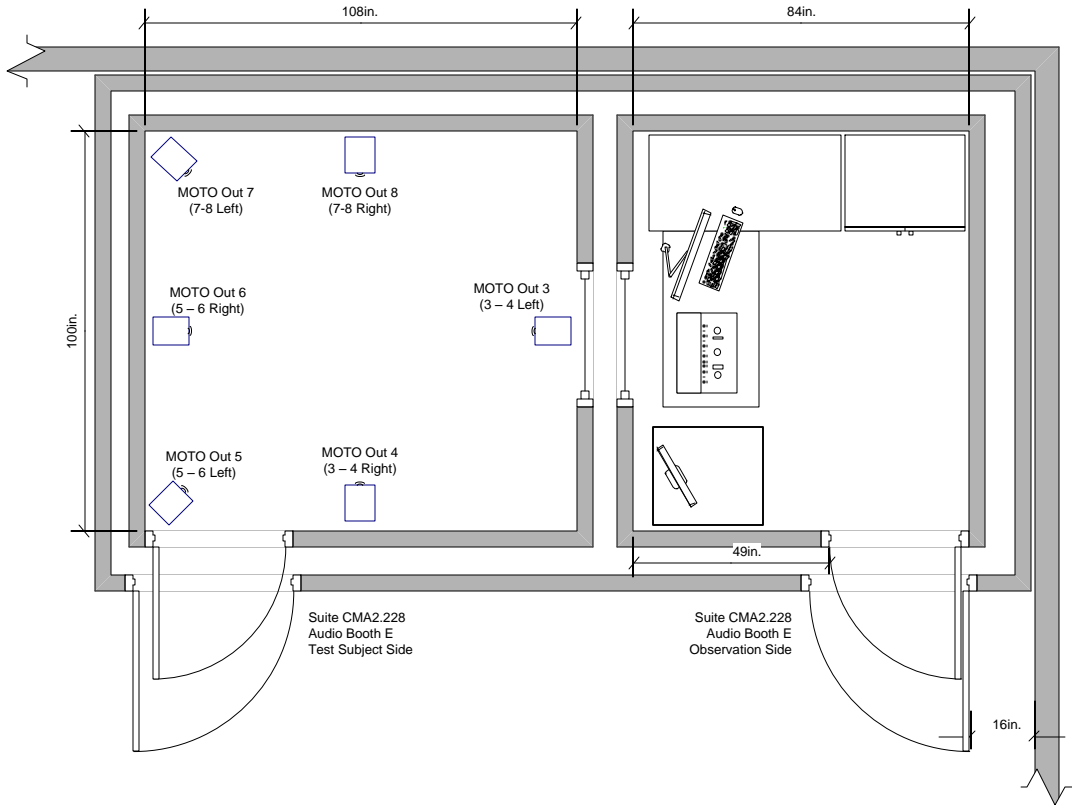 108in.
84in.
MOTO Out 7
(7-8 Left)
MOTO Out 8
(7-8 Right)
MOTO Out 6
(5 – 6 Right)
MOTO Out 3
(3 – 4 Left)
100in.
MOTO Out 5
(5 – 6 Left)
MOTO Out 4
(3 – 4 Right)
49in.
Suite CMA2.228
Audio Booth E
Test Subject Side
Suite CMA2.228
Audio Booth E
Observation Side
16in.